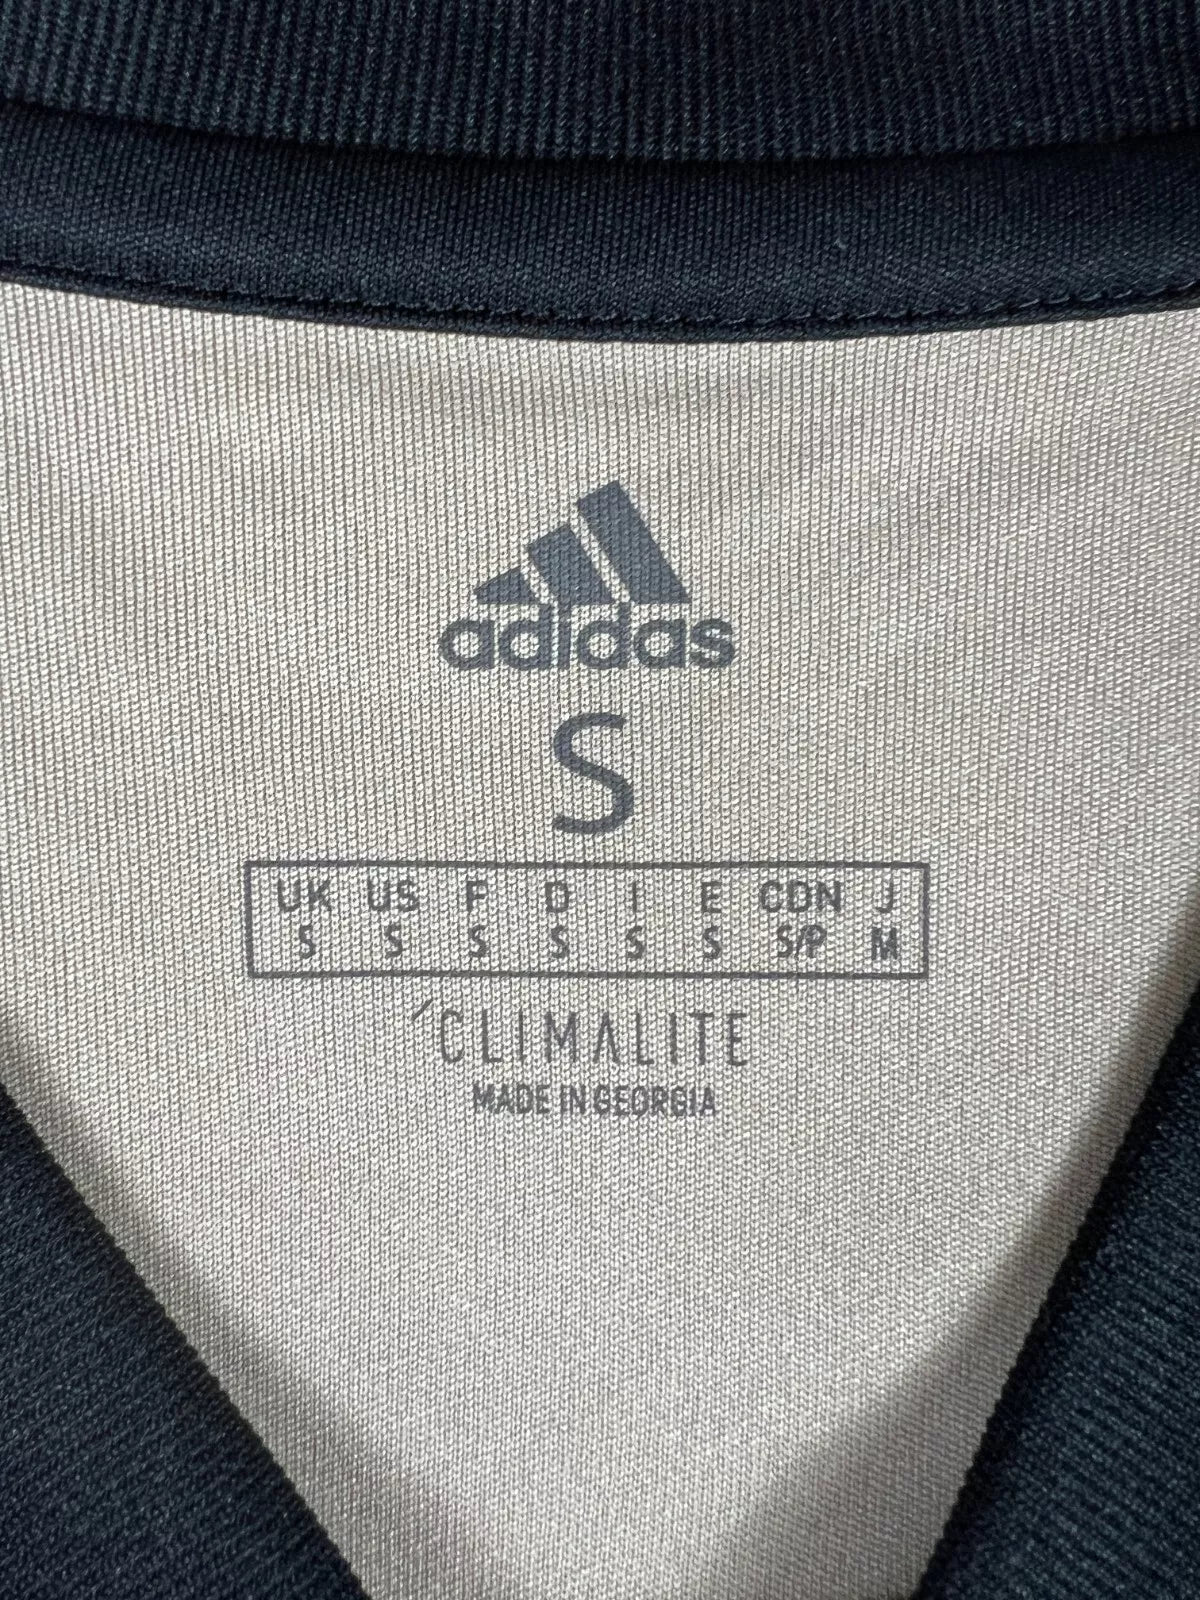 adidas
S
UK US F D I E CDN J
S S S S S S S/P M
´CLIMALITE
MADE IN GEORGIA